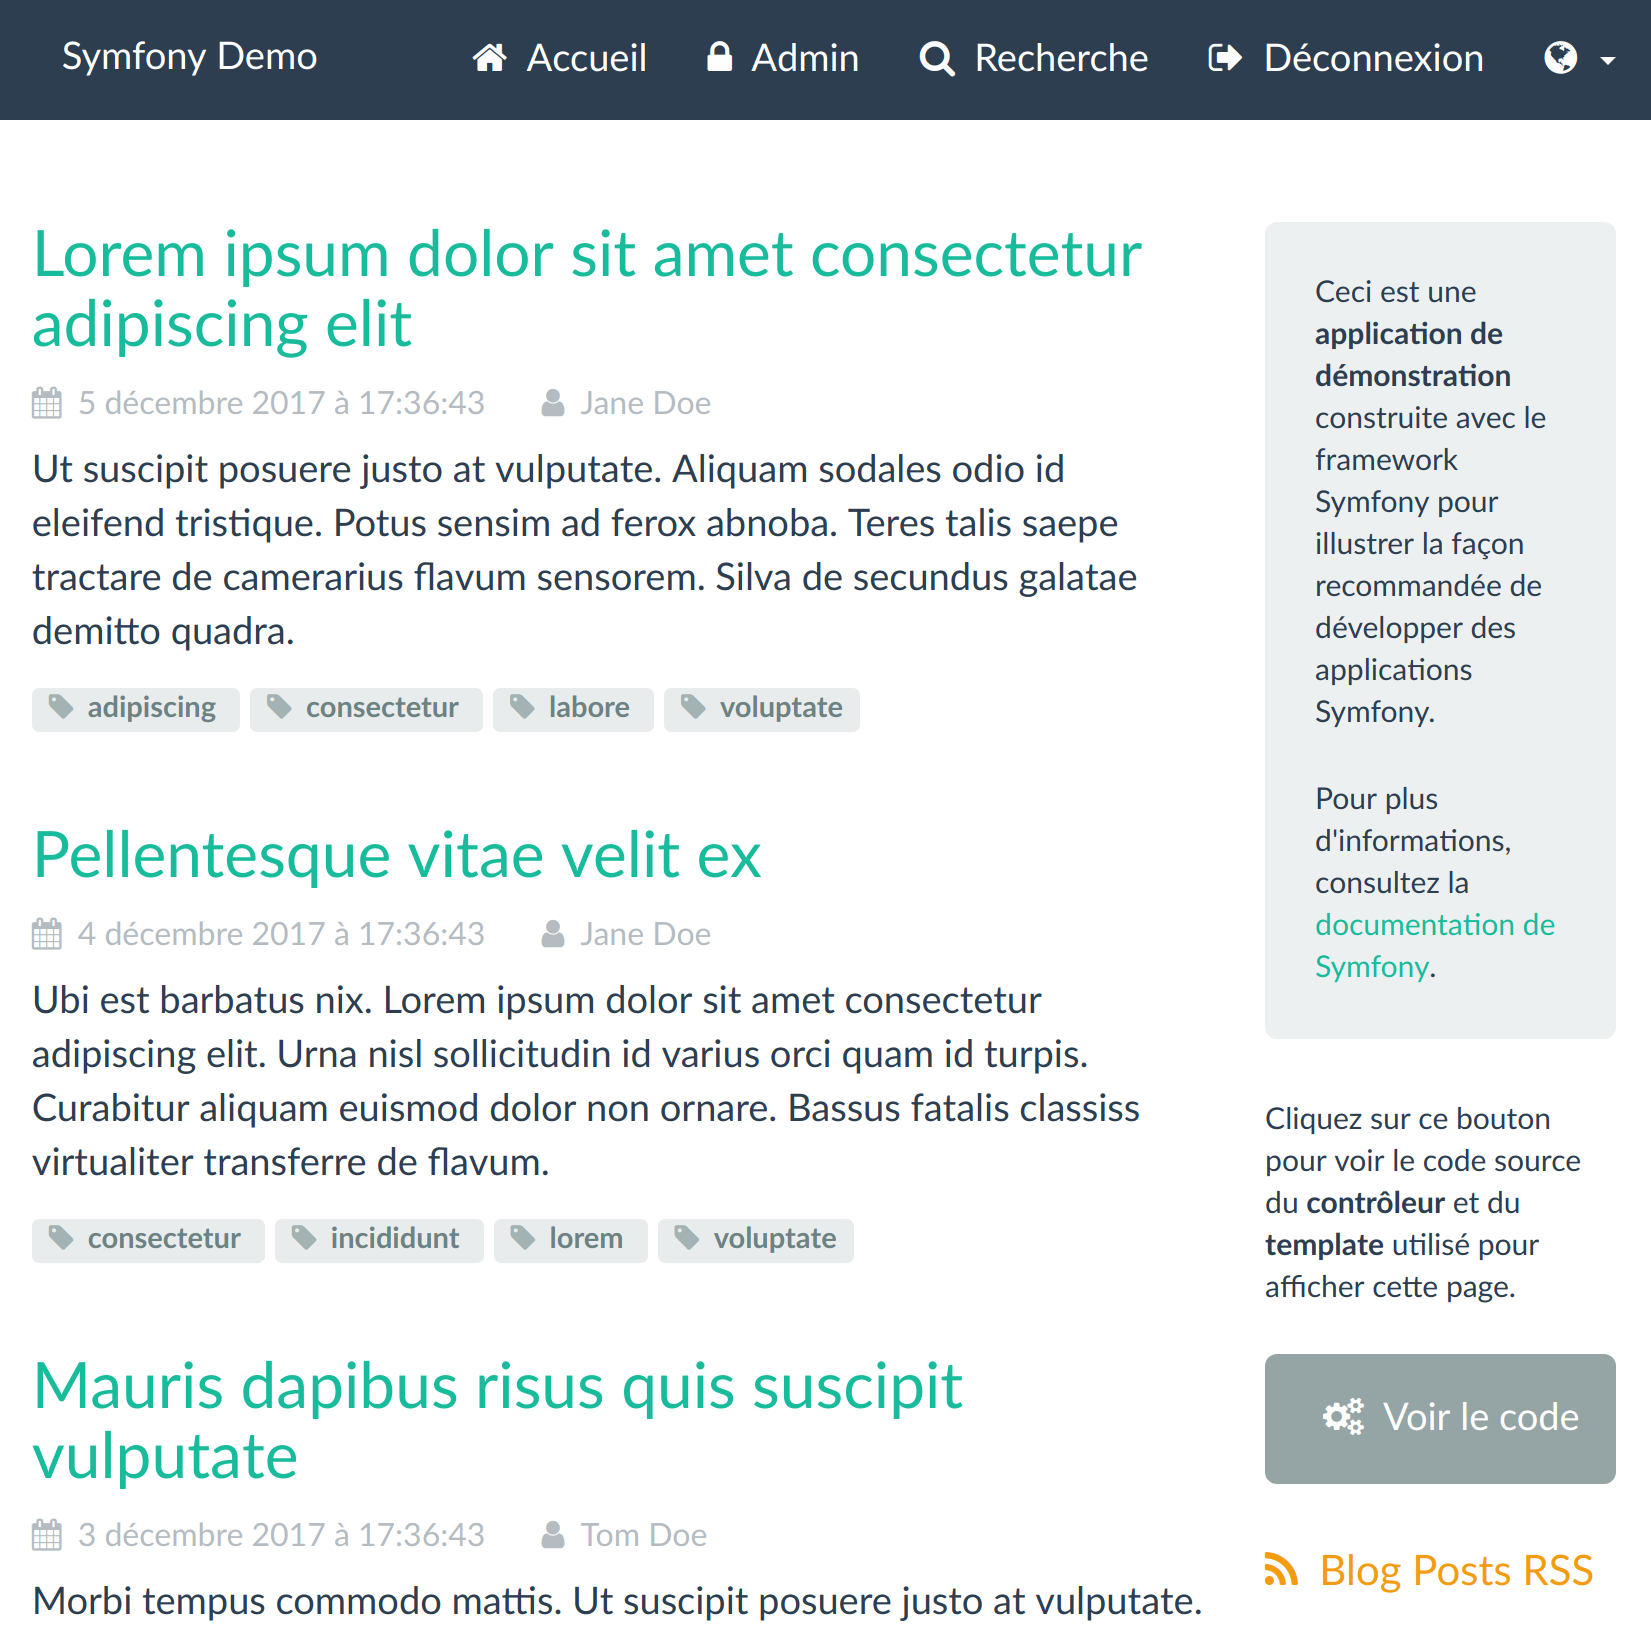 Symfony Demo
Accueil
Admin
Recherche
Déconnexion
Lorem ipsum dolor sit amet consectetur
adipiscing elit
5 décembre 2017 à 17:36:43
Jane Doe
Ut suscipit posuere justo at vulputate. Aliquam sodales odio id
eleifend tristique. Potus sensim ad ferox abnoba. Teres talis saepe
tractare de camerarius flavum sensorem. Silva de secundus galatae
demitto quadra.
adipiscing
consectetur
labore
voluptate
Pellentesque vitae velit ex
4 décembre 2017 à 17:36:43
Jane Doe
Ubi est barbatus nix. Lorem ipsum dolor sit amet consectetur
adipiscing elit. Urna nisl sollicitudin id varius orci quam id turpis.
Curabitur aliquam euismod dolor non ornare. Bassus fatalis classiss
virtualiter transferre de flavum.
consectetur
incididunt
lorem
voluptate
Mauris dapibus risus quis suscipit
vulputate
3 décembre 2017 à 17:36:43
Tom Doe
Morbi tempus commodo mattis. Ut suscipit posuere justo at vulputate.
Ceci est une
application de
démonstration
construite avec le
framework
Symfony pour
illustrer la façon
recommandée de
développer des
applications
Symfony.
Pour plus
d'informations,
consultez la
documentation de
Symfony.
Cliquez sur ce bouton
pour voir le code source
du contrôleur et du
template utilisé pour
afficher cette page.
Voir le code
Blog Posts RSS